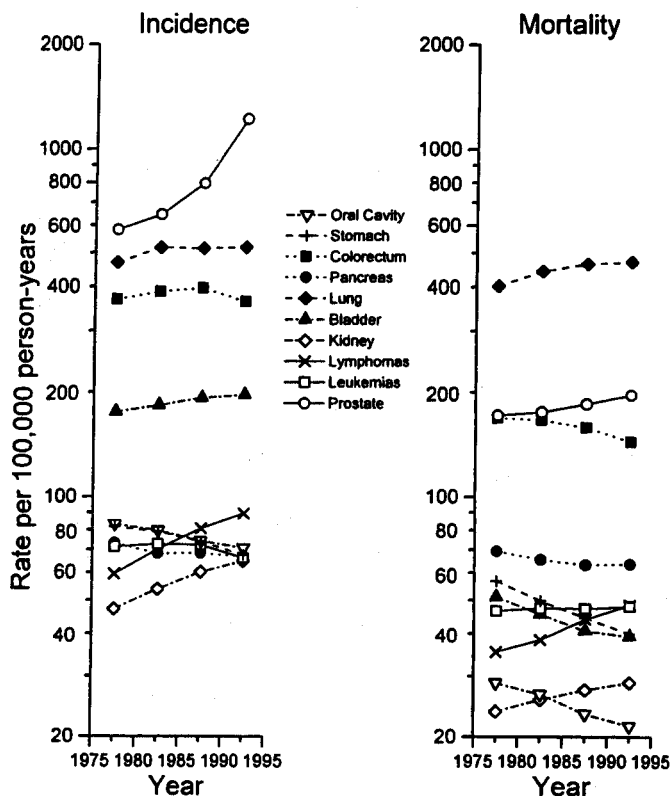 Incidence
Mortality
Rate per 100,000 person-years
2000
1000
800
600
400
200
100
80
60
40
20
1975 1980 1985 1990 1995
Year
Oral Cavity
Stomach
Colorectum
Pancreas
Lung
Bladder
Kidney
Lymphomas
Leukemias
Prostate
2000
1000
800
600
400
200
100
80
60
40
20
1975 1980 1985 1990 1995
Year